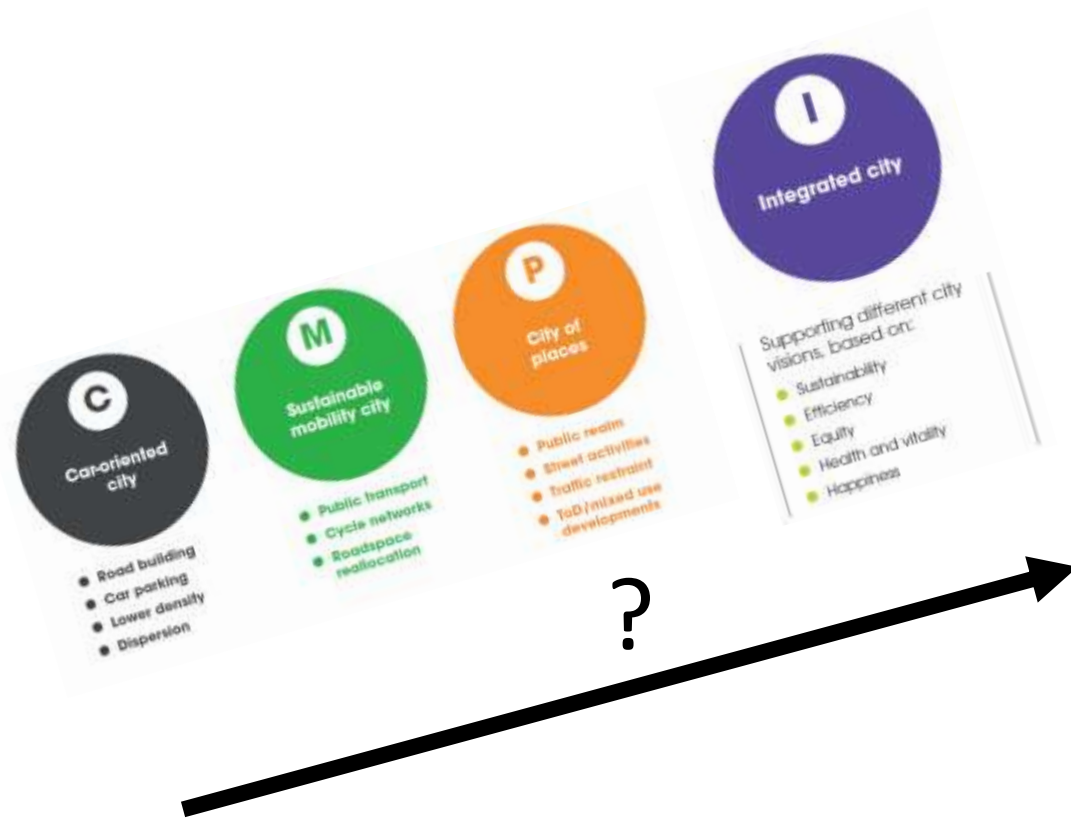 C
Car-oriented
city
Road building
Car parking
Lower density
Dispersion
M
Sustainable
mobility city
Public transport
Cycle networks
Roadspace
reallocation
P
City of
places
Public realm
Street activities
Traffic restraint
ToD/mixed use
developments
I
Integrated city
Supporting different city
visions, based on:
Sustainability
Efficiency
Equity
Health and vitality
Happiness
?